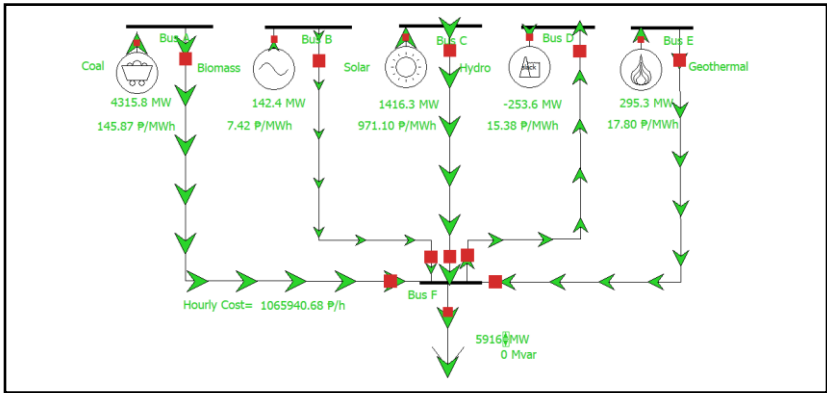 Bus A
Bus B
Bus C
Bus D
Bus E
Coal
Biomass
Solar
Hydro
slack
Geothermal
4315.8 MW
142.4 MW
1416.3 MW
-253.6 MW
295.3 MW
145.87 ₱/MWh
7.42 ₱/MWh
971.10 ₱/MWh
15.38 ₱/MWh
17.80 ₱/MWh
Bus F
Hourly Cost= 1065940.68 ₱/h
5916 MW
0 Mvar